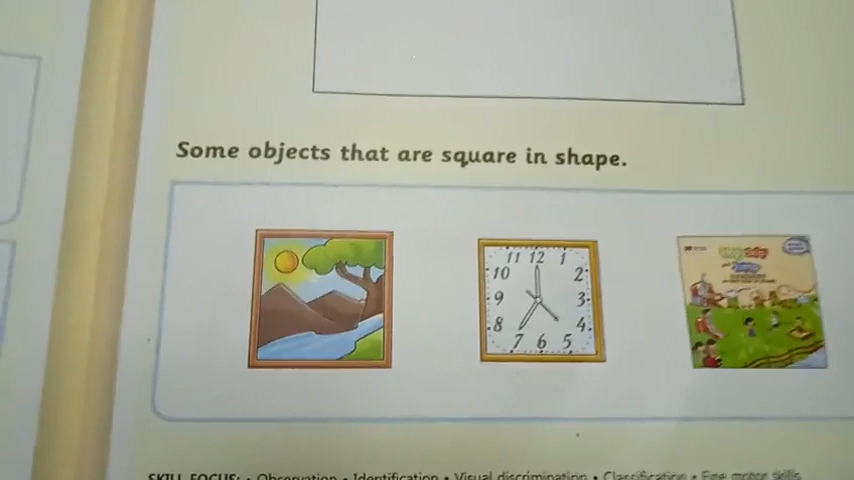 Some objects that are square in shape.
11 12 1
10 2
9 3
8 4
7 6 5
SKILL FOCUS: • Observation • Identification • Visual discrimination • Classification • Fine motor skills